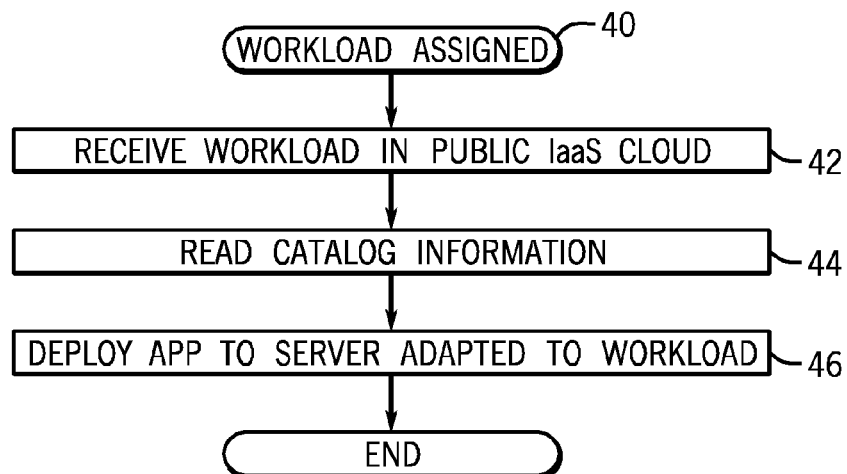 WORKLOAD ASSIGNED
40
RECEIVE WORKLOAD IN PUBLIC IaaS CLOUD
42
READ CATALOG INFORMATION
44
DEPLOY APP TO SERVER ADAPTED TO WORKLOAD
46
END